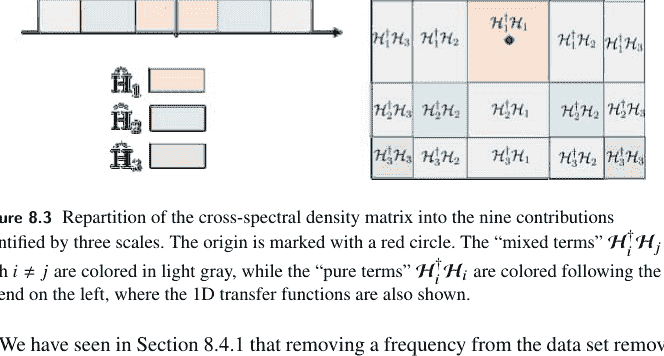 ℋ₁†ℋ₁
ℋ₁†ℋ₃ ℋ₁†ℋ₂ ℋ₁†ℋ₂ ℋ₁†ℋ₃
Ĥ₁
ℋ₂†ℋ₃ ℋ₂†ℋ₂ ℋ₂†ℋ₁ ℋ₂†ℋ₂ ℋ₂†ℋ₃
Ĥ₂
Ĥ₃ ℋ₃†ℋ₃ ℋ₃†ℋ₂ ℋ₃†ℋ₁ ℋ₃†ℋ₂ ℋ₃†ℋ₃
ure 8.3 Repartition of the cross-spectral density matrix into the nine contributions
ntified by three scales. The origin is marked with a red circle. The “mixed terms” ℋᵢ†ℋⱼ
h i ≠ j are colored in light gray, while the “pure terms” ℋᵢ†ℋᵢ are colored following the
end on the left, where the 1D transfer functions are also shown.
We have seen in Section 8.4.1 that removing a frequency from the data set remov